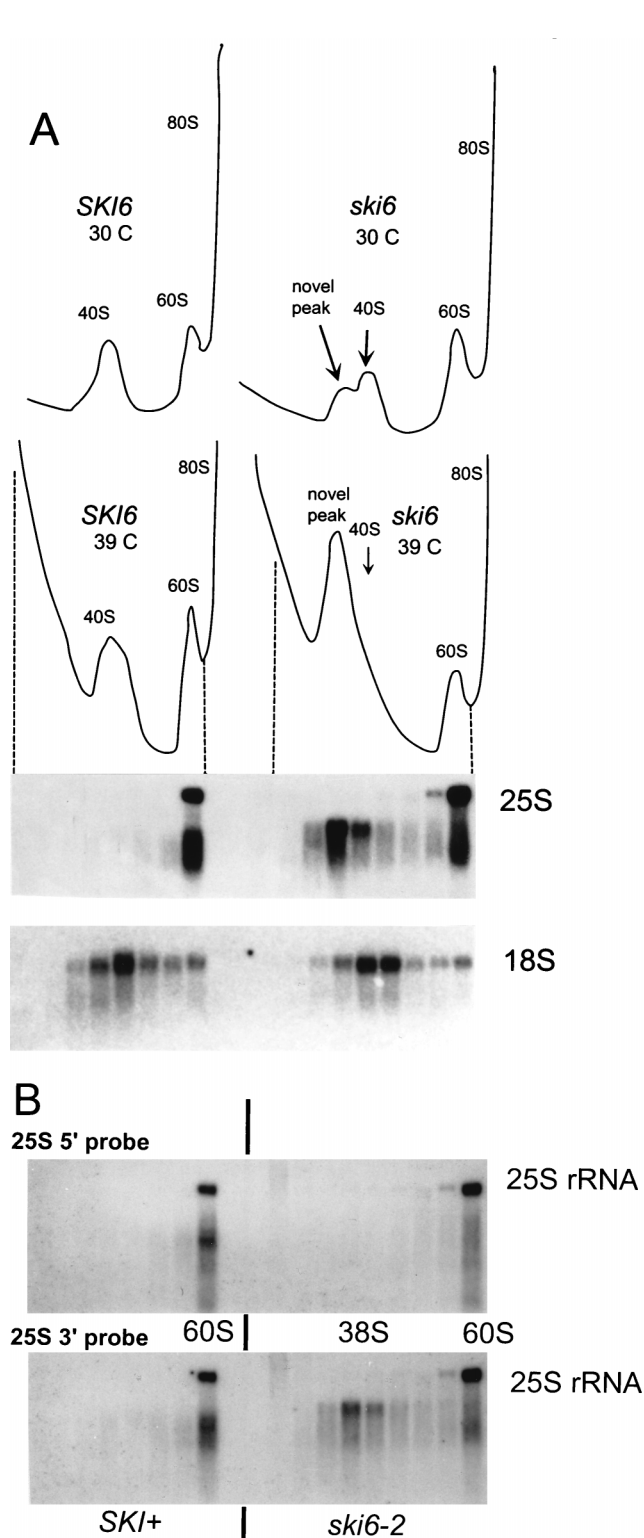 A
80S
SKI6
30 C
40S
60S
80S
ski6
30 C
novel
peak
40S
60S
80S
SKI6
39 C
40S
60S
80S
novel
peak
40S
ski6
39 C
60S
25S
18S
B
25S 5' probe
25S rRNA
25S 3' probe
60S
38S
60S
25S rRNA
SKI+
ski6-2